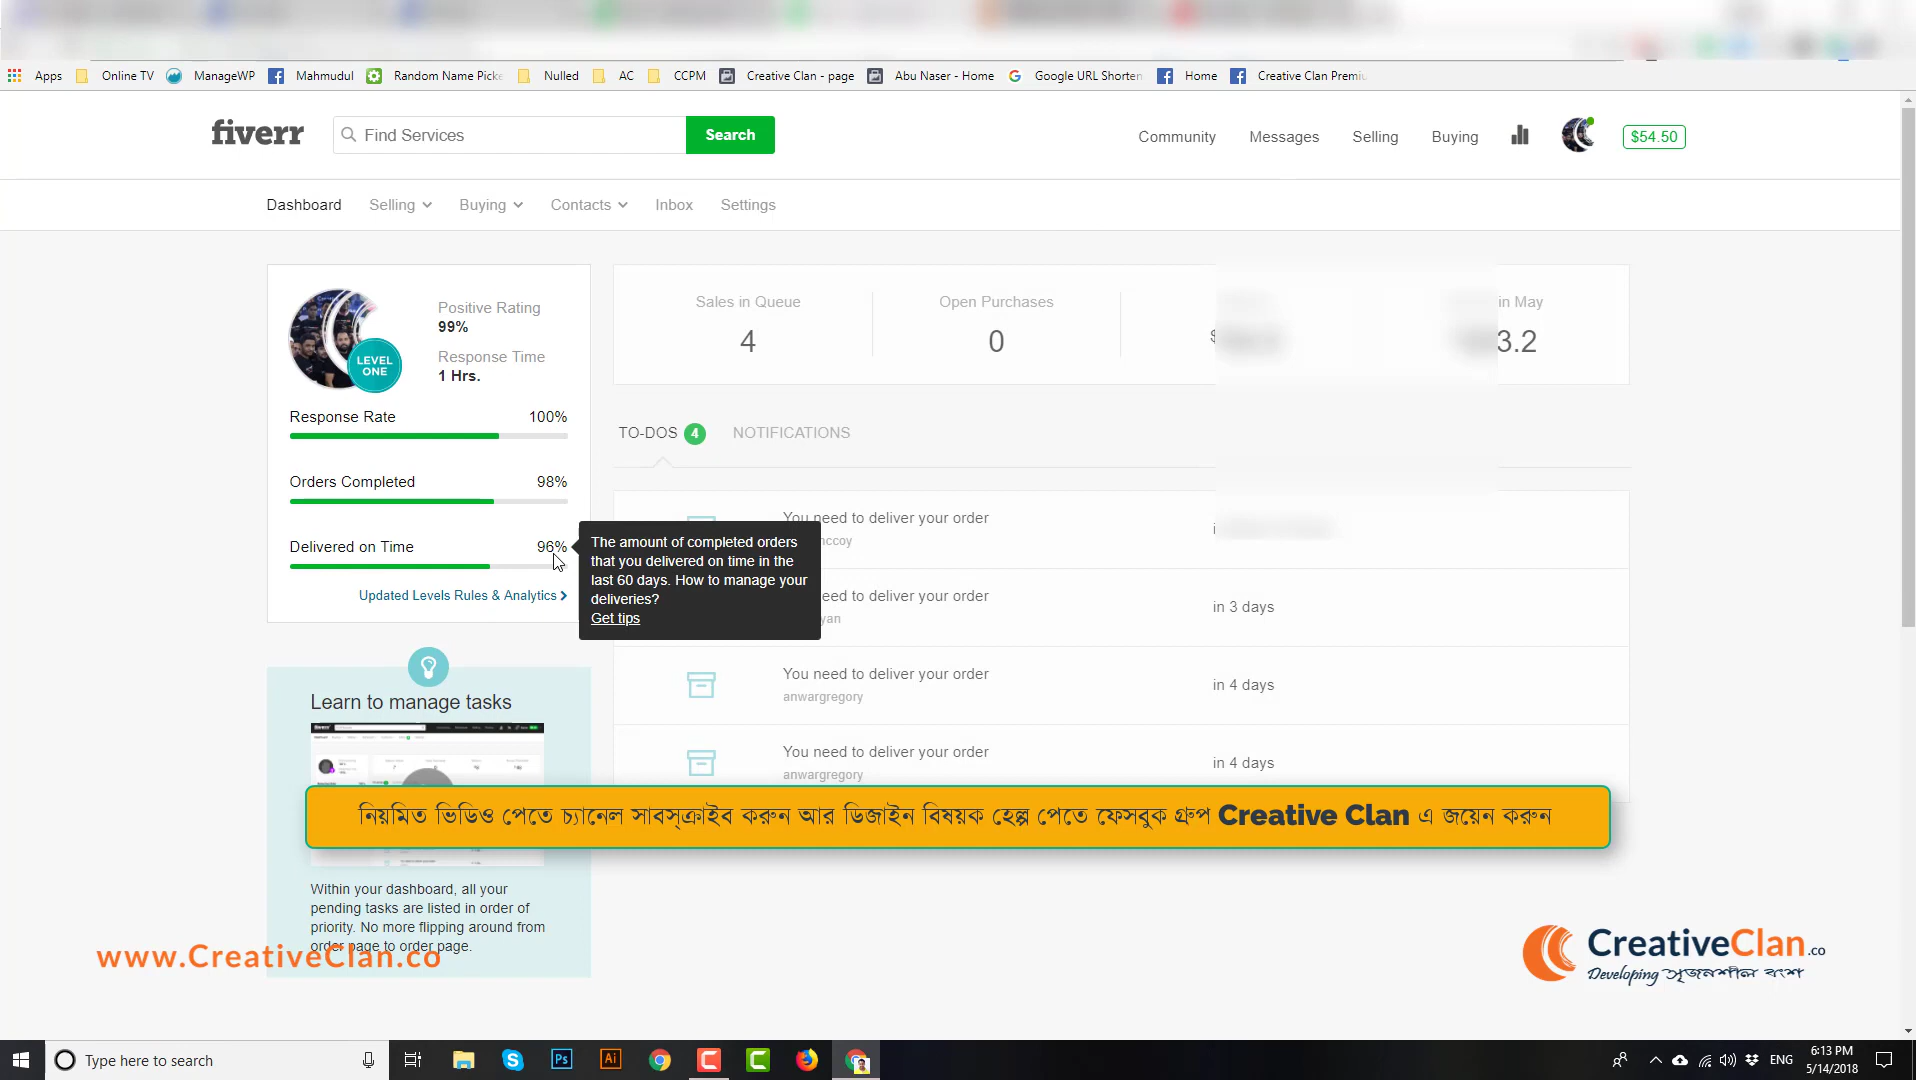 Apps Online TV ManageWP Mahmudul Random Name Picke Nulled AC CCPM Creative Clan - page Abu Naser - Home Google URL Shorten Home Creative Clan Premiu
fiverr Find Services Search Community Messages Selling Buying $54.50
Dashboard Selling Buying Contacts Inbox Settings
Positive Rating
99%
Response Time
1 Hrs.
LEVEL
ONE
Response Rate 100%
Orders Completed 98%
Delivered on Time 96%
Updated Levels Rules & Analytics
The amount of completed orders
that you delivered on time in the
last 60 days. How to manage your
deliveries?
Get tips
Sales in Queue
4
Open Purchases
0
in May
3.2
TO-DOS 4 NOTIFICATIONS
You need to deliver your order
ccoy
eed to deliver your order in 3 days
yan
You need to deliver your order in 4 days
anwargregory
You need to deliver your order in 4 days
anwargregory
Learn to manage tasks
নিয়মিত ভিডিও পেতে চ্যানেল সাবস্ক্রাইব করুন আর ডিজাইন বিষয়ক হেল্প পেতে ফেসবুক গ্রুপ Creative Clan এ জয়েন করুন
Within your dashboard, all your
pending tasks are listed in order of
priority. No more flipping around from
order page to order page.
www.CreativeClan.co
CreativeClan.co
Developing সৃজনশীল বংশ
Type here to search
Ps Ai
ENG
6:13 PM
5/14/2018